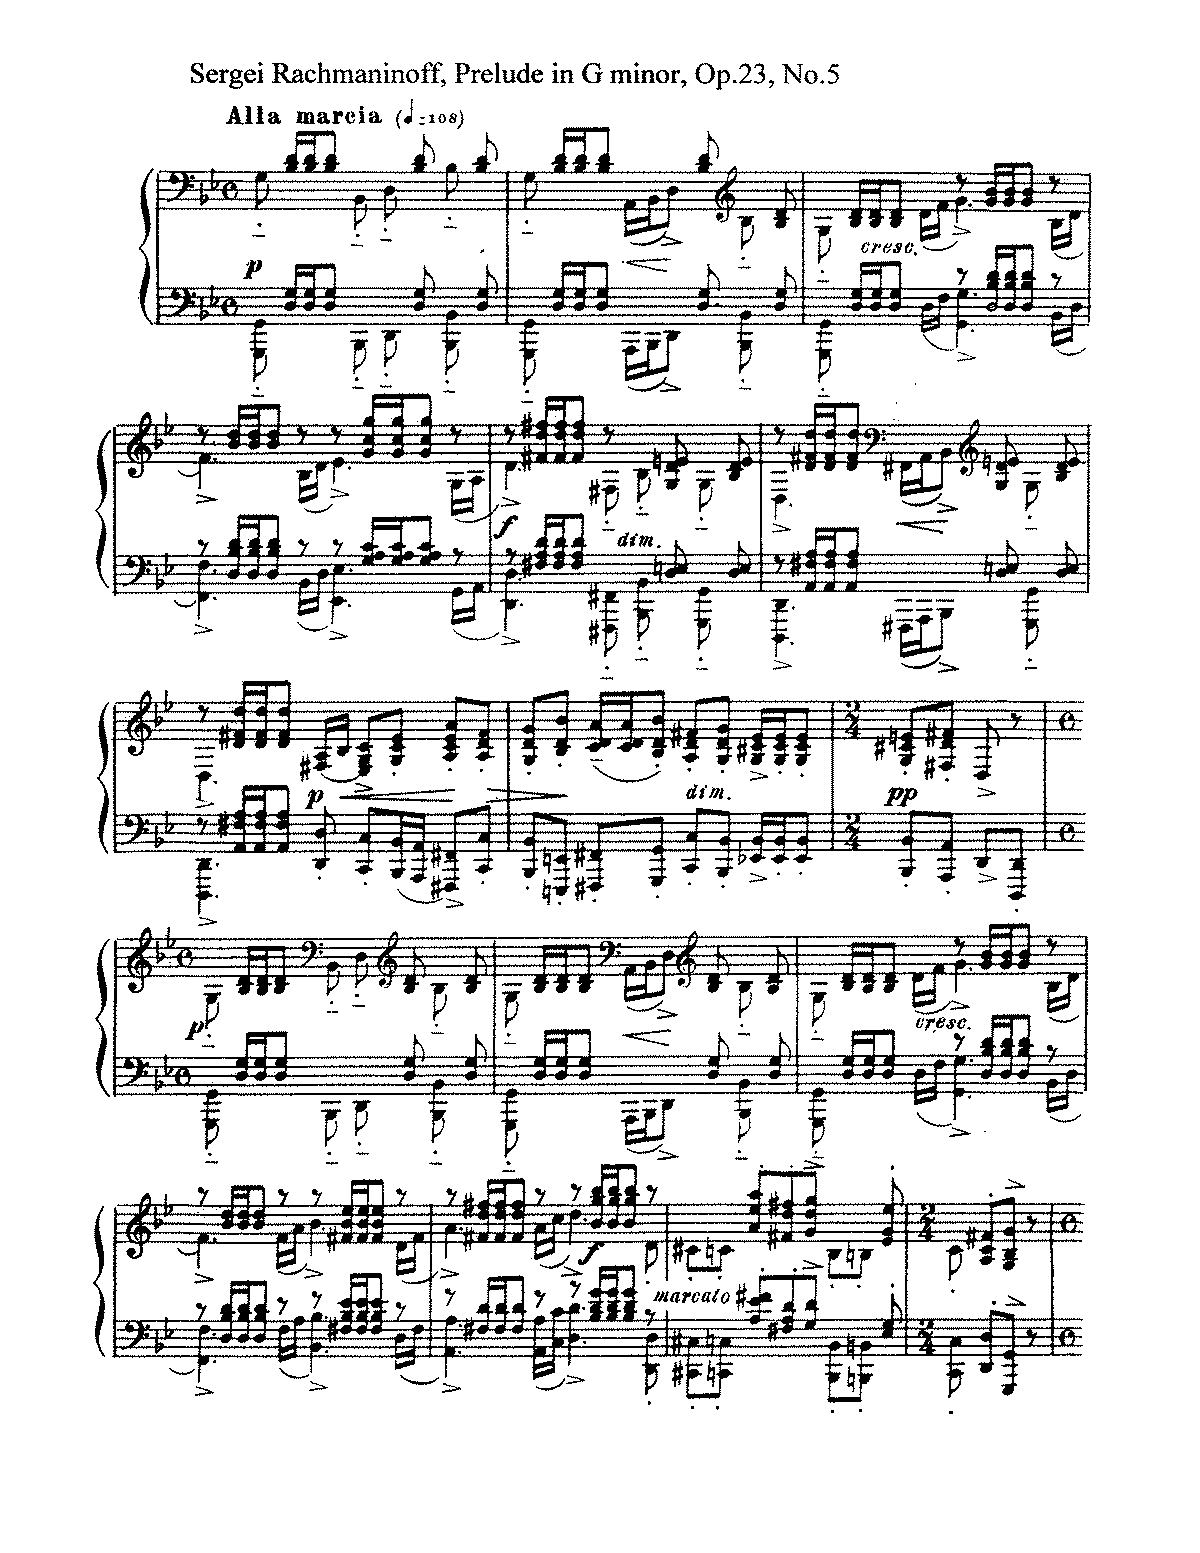 Sergei Rachmaninoff, Prelude in G minor, Op.23, No.5
Alla marcia (♩=108)
p
cresc.
f
dim.
p
dim.
pp
p
cresc.
f
marcato